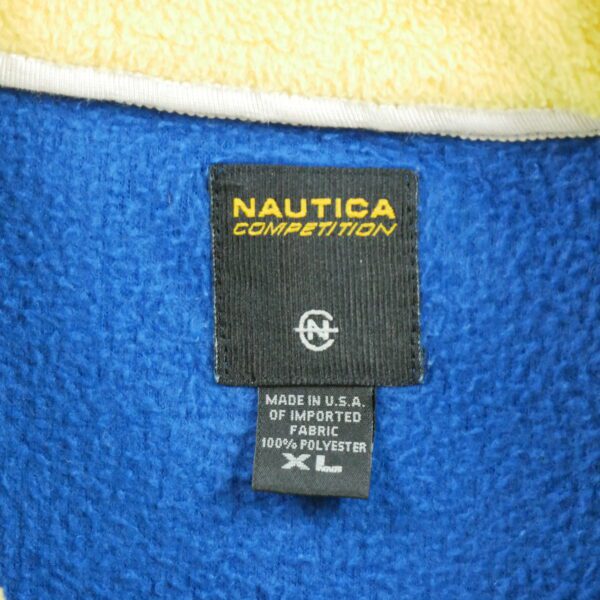 NAUTICA
COMPETITION
N
MADE IN U.S.A.
OF IMPORTED
FABRIC
100% POLYESTER
XL